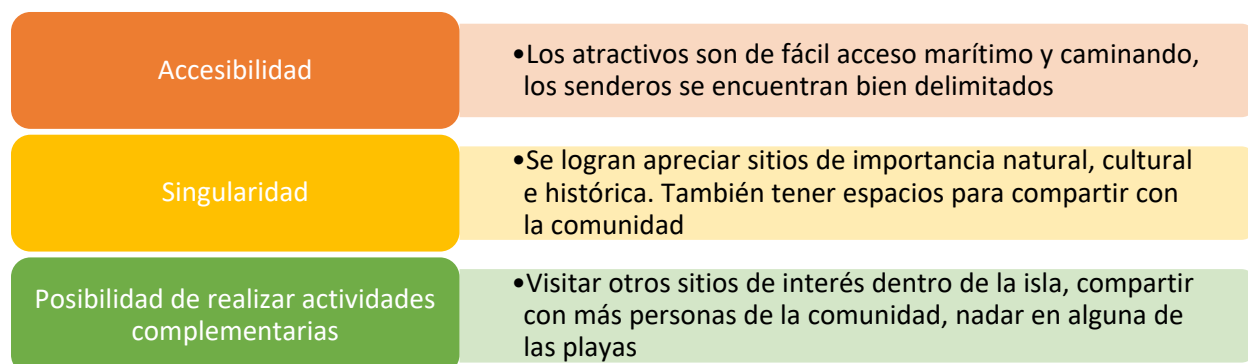 Accesibilidad
•Los atractivos son de fácil acceso marítimo y caminando,
los senderos se encuentran bien delimitados
Singularidad
•Se logran apreciar sitios de importancia natural, cultural
e histórica. También tener espacios para compartir con
la comunidad
Posibilidad de realizar actividades
complementarias
•Visitar otros sitios de interés dentro de la isla, compartir
con más personas de la comunidad, nadar en alguna de
las playas